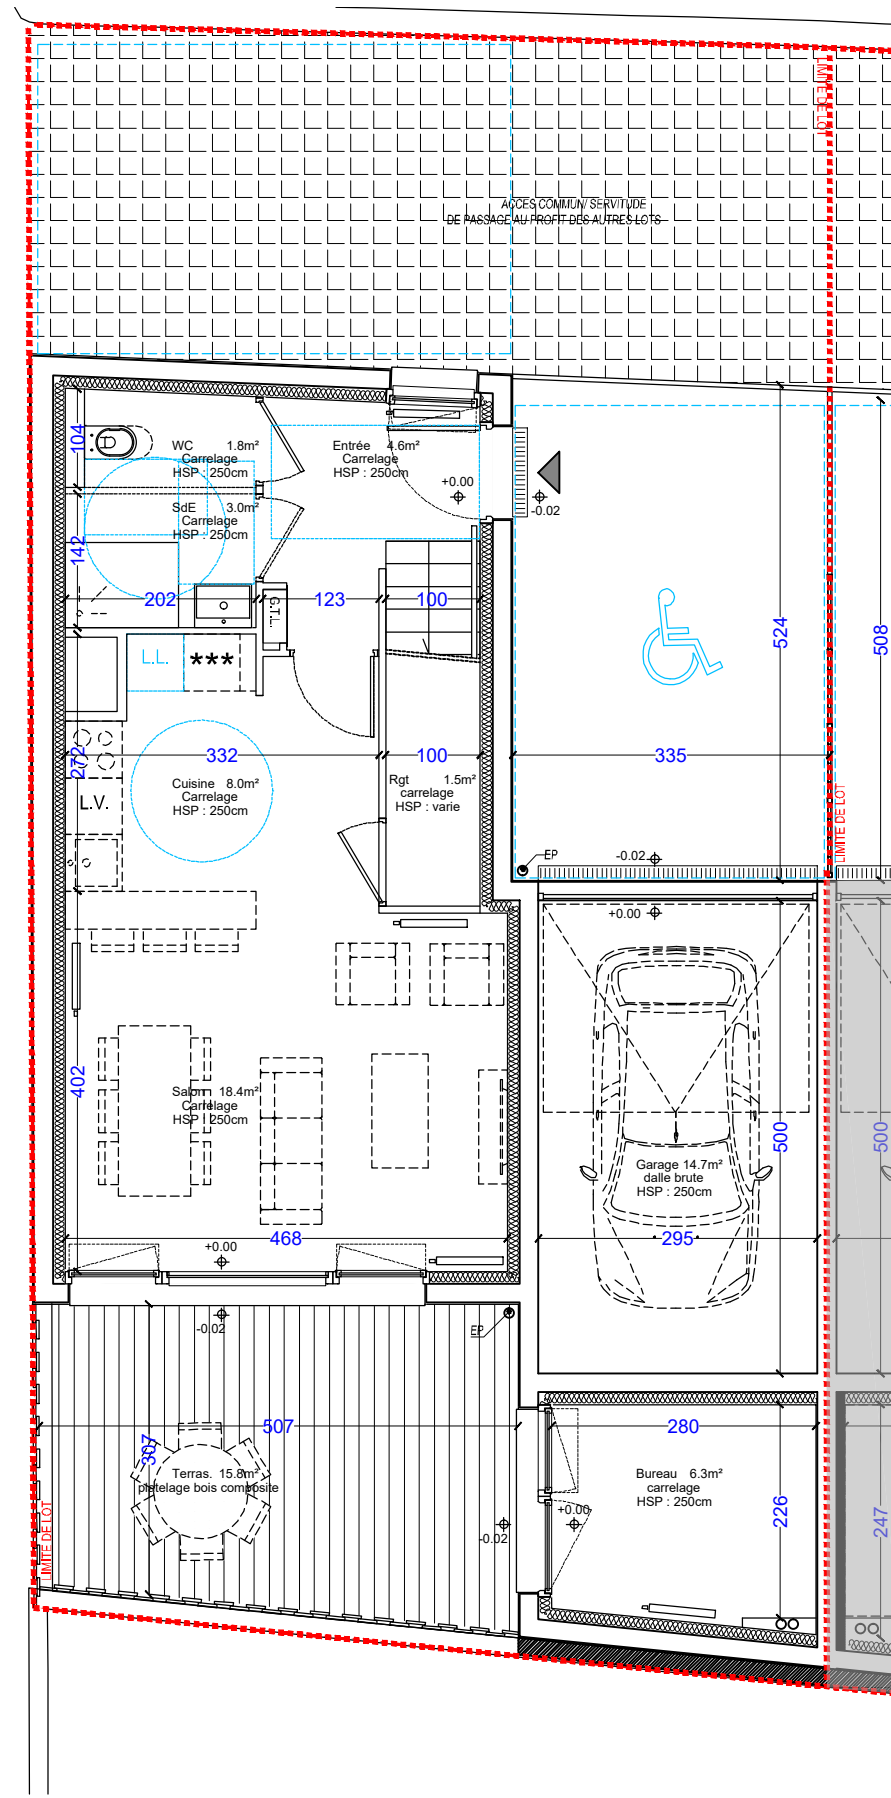 LIMITE DE LOT
ACCES COMMUN/ SERVITUDE
DE PASSAGE AU PROFIT DES AUTRES LOTS
104
WC 1.8m²
Carrelage
HSP : 250cm
Entrée 4.6m²
Carrelage
HSP : 250cm
+0.00
-0.02
SdE 3.0m²
Carrelage
HSP : 250cm
142
202
G.T.L.
123
100
524
508
L.L.
***
272
332
100
335
L.V.
Cuisine 8.0m²
Carrelage
HSP : 250cm
Rgt 1.5m²
carrelage
HSP : varie
LIMITE DE LOT
EP
-0.02
+0.00
402
Salon 18.4m²
Carrelage
HSP : 250cm
500
500
Garage 14.7m²
dalle brute
HSP : 250cm
468
+0.00
295
-0.02
EP
507
307
280
Terras. 15.8m²
platelage bois composite
Bureau 6.3m²
carrelage
HSP : 250cm
+0.00
-0.02
226
247
LIMITE DE LOT